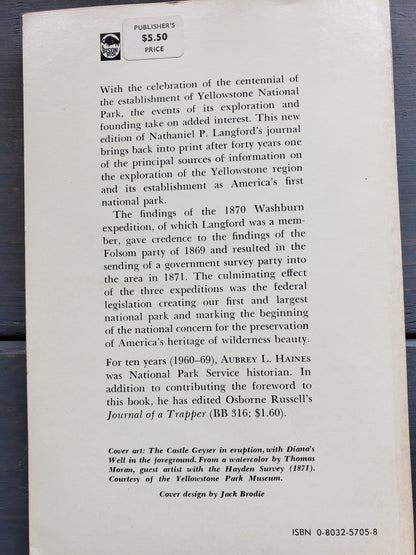 PUBLISHER'S
$5.50
PRICE
BISON
With the celebration of the centennial of
the establishment of Yellowstone National
Park, the events of its exploration and
founding take on added interest. This new
edition of Nathaniel P. Langford's journal
brings back into print after forty years one
of the principal sources of information on
the exploration of the Yellowstone region
and its establishment as America's first
national park.
The findings of the 1870 Washburn
expedition, of which Langford was a mem-
ber, gave credence to the findings of the
Folsom party of 1869 and resulted in the
sending of a government survey party into
the area in 1871. The culminating effect
of the three expeditions was the federal
legislation creating our first and largest
national park and marking the beginning
of the national concern for the preservation
of America's heritage of wilderness beauty.
For ten years (1960–69), AUBREY L. HAINES
was National Park Service historian. In
addition to contributing the foreword to
this book, he has edited Osborne Russell's
Journal of a Trapper (BB 316; $1.60).
Cover art: The Castle Geyser in eruption, with Diana's
Well in the foreground. From a watercolor by Thomas
Moran, guest artist with the Hayden Survey (1871).
Courtesy of the Yellowstone Park Museum.
Cover design by Jack Brodie
ISBN 0-8032-5705-8